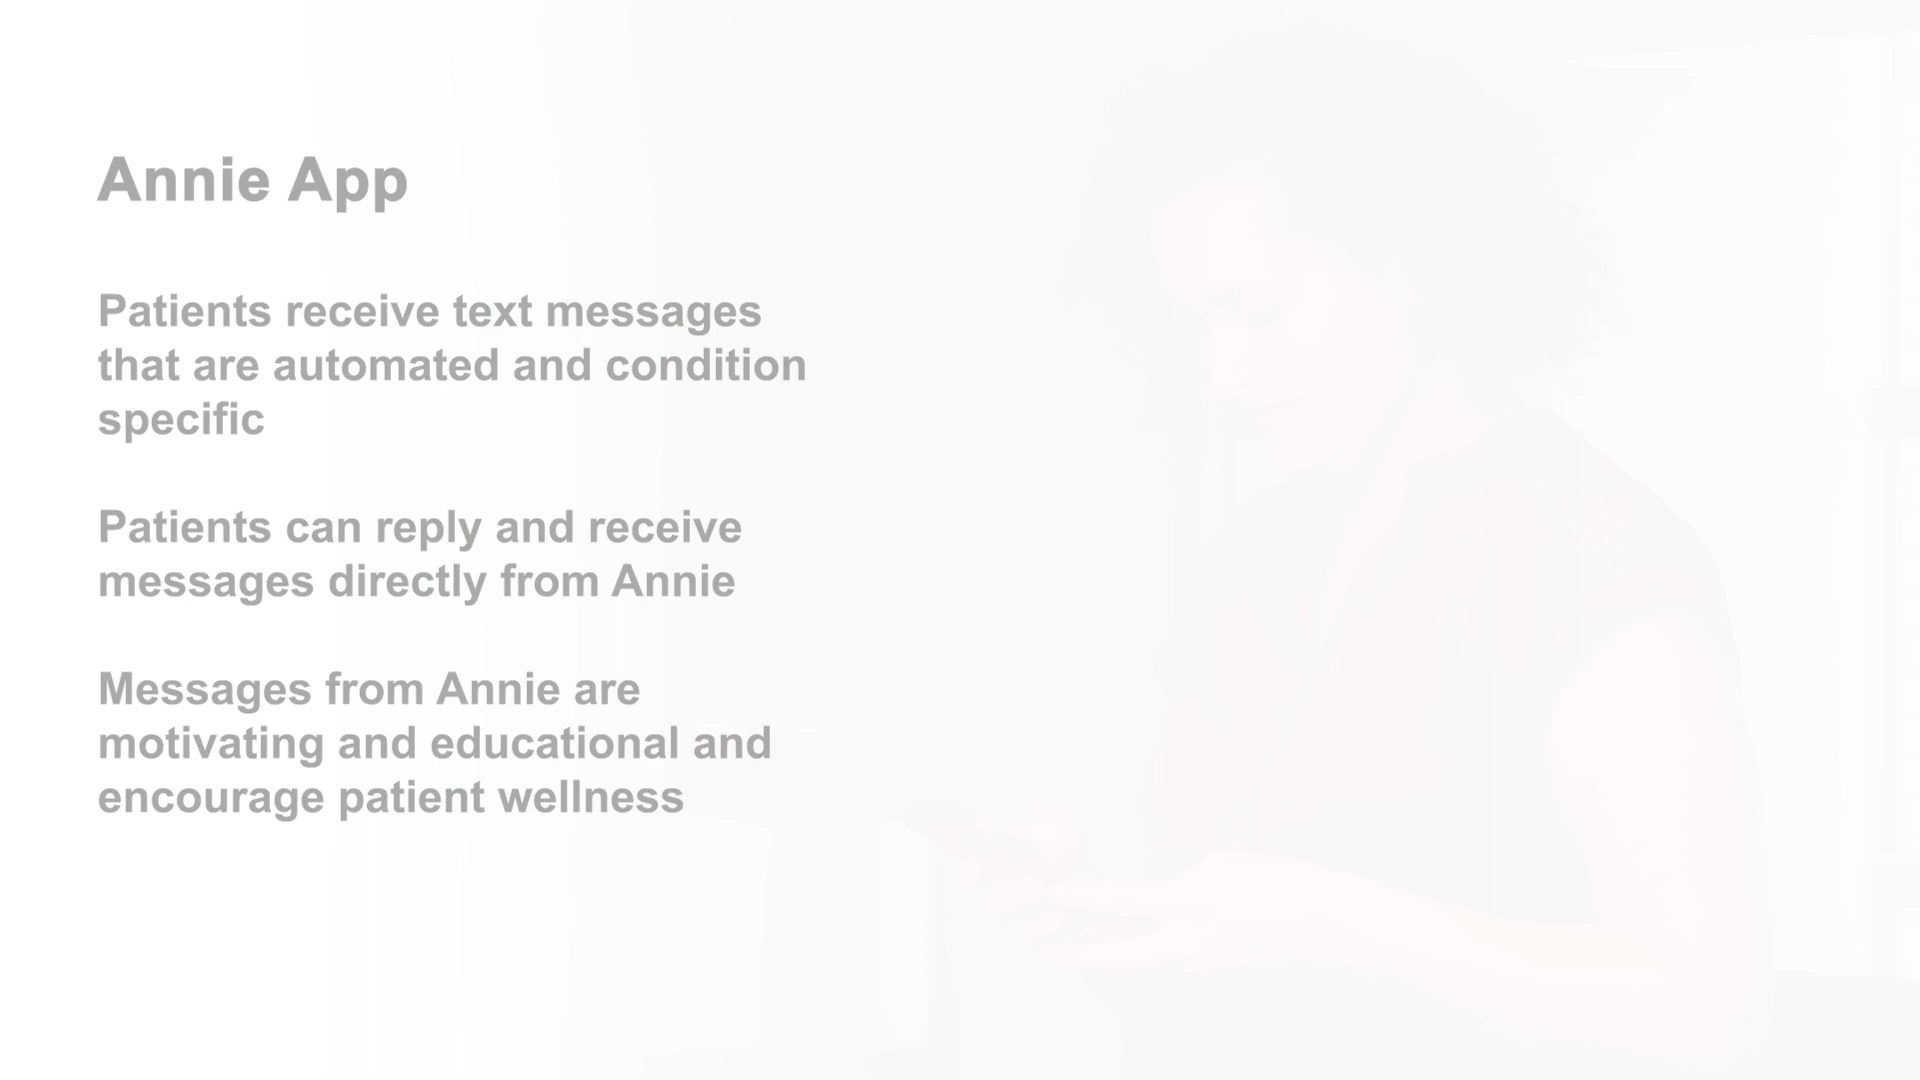 Annie App
Patients receive text messages
that are automated and condition
specific
Patients can reply and receive
messages directly from Annie
Messages from Annie are
motivating and educational and
encourage patient wellness